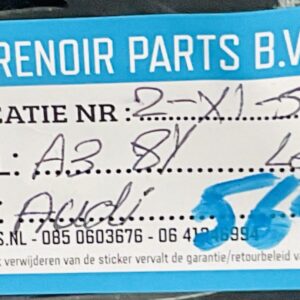 RENOIR PARTS B.V
CATIE NR : 2-X1-5
L: A3 8Y
: Audi 56
S.NL - 085 0603676 - 06 41246994
k verwijderen van de sticker vervalt de garantie/retourbeleid v